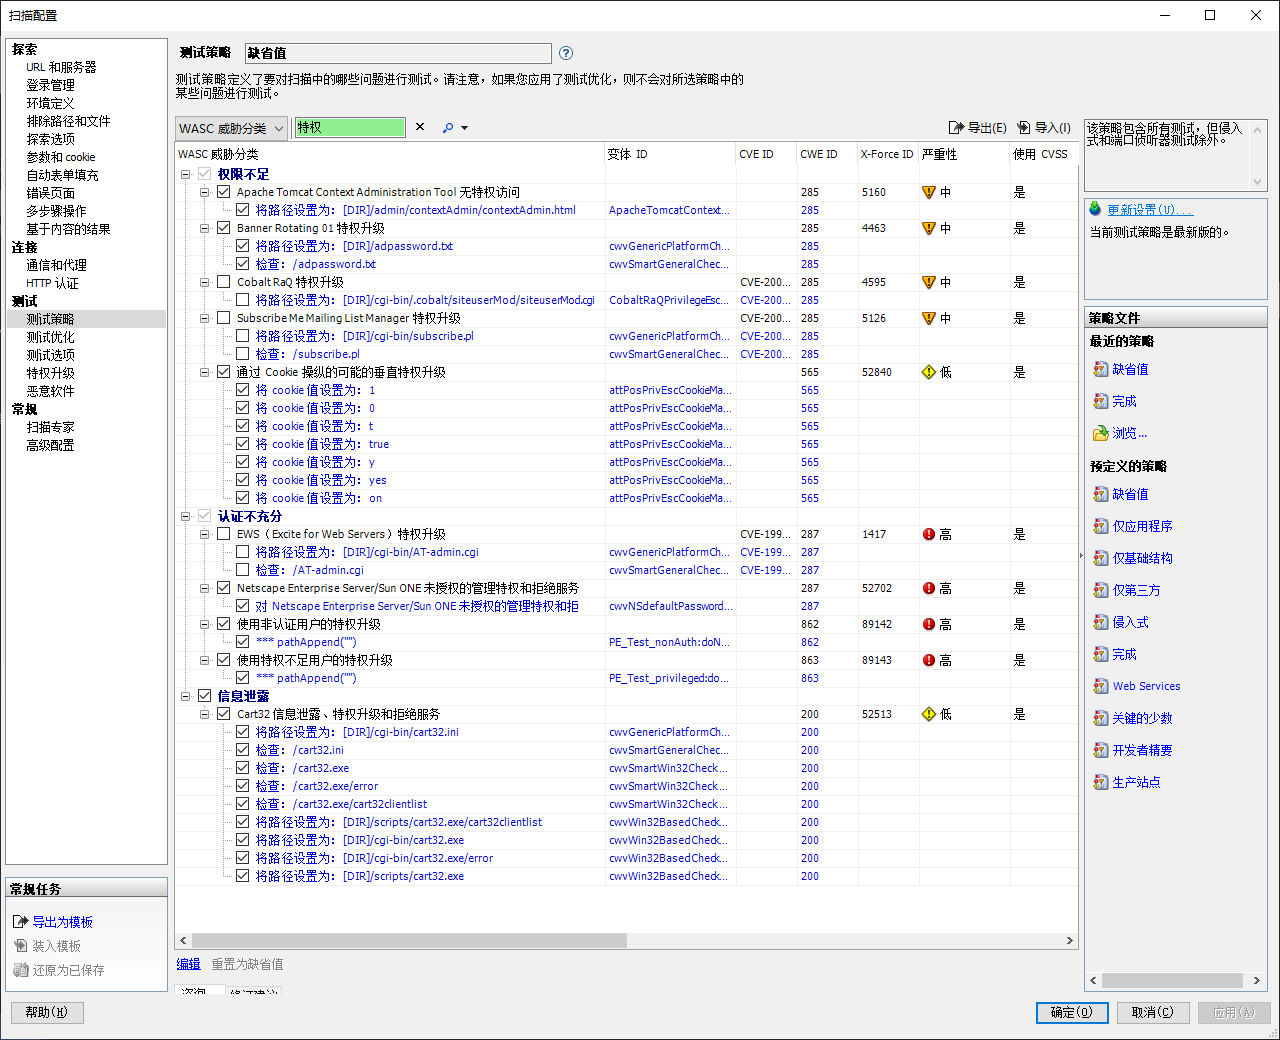 扫描配置
探索
URL 和服务器
登录管理
环境定义
排除路径和文件
探索选项
参数和 cookie
自动表单填充
错误页面
多步骤操作
基于内容的结果
连接
通信和代理
HTTP 认证
测试
测试策略
测试优化
测试选项
特权升级
恶意软件
常规
扫描专家
高级配置
常规任务
导出为模板
装入模板
还原为已保存
测试策略 缺省值 ?
测试策略定义了要对扫描中的哪些问题进行测试。请注意，如果您应用了测试优化，则不会对所选策略中的
某些问题进行测试。
WASC 威胁分类 特权 导出(E) 导入(I)
WASC 威胁分类 变体 ID CVE ID CWE ID X-Force ID 严重性 使用 CVSS
权限不足
Apache Tomcat Context Administration Tool 无特权访问 285 5160 中 是
将路径设置为：[DIR]/admin/contextAdmin/contextAdmin.html ApacheTomcatContext... 285
Banner Rotating 01 特权升级 285 4463 中 是
将路径设置为：[DIR]/adpassword.txt cwvGenericPlatformCh... 285
检查：/adpassword.txt cwvSmartGeneralChec... 285
Cobalt RaQ 特权升级 CVE-200... 285 4595 中 是
将路径设置为：[DIR]/cgi-bin/.cobalt/siteuserMod/siteuserMod.cgi CobaltRaQPrivilegeEsc... CVE-200... 285
Subscribe Me Mailing List Manager 特权升级 CVE-200... 285 5126 中 是
将路径设置为：[DIR]/cgi-bin/subscribe.pl cwvGenericPlatformCh... CVE-200... 285
检查：/subscribe.pl cwvSmartGeneralChec... CVE-200... 285
通过 Cookie 操纵的可能的垂直特权升级 565 52840 低 是
将 cookie 值设置为：1 attPosPrivEscCookieMa... 565
将 cookie 值设置为：0 attPosPrivEscCookieMa... 565
将 cookie 值设置为：t attPosPrivEscCookieMa... 565
将 cookie 值设置为：true attPosPrivEscCookieMa... 565
将 cookie 值设置为：y attPosPrivEscCookieMa... 565
将 cookie 值设置为：yes attPosPrivEscCookieMa... 565
将 cookie 值设置为：on attPosPrivEscCookieMa... 565
认证不充分
EWS（Excite for Web Servers）特权升级 CVE-199... 287 1417 高 是
将路径设置为：[DIR]/cgi-bin/AT-admin.cgi cwvGenericPlatformCh... CVE-199... 287
检查：/AT-admin.cgi cwvSmartGeneralChec... CVE-199... 287
Netscape Enterprise Server/Sun ONE 未授权的管理特权和拒绝服务 287 52702 高 是
对 Netscape Enterprise Server/Sun ONE 未授权的管理特权和拒 cwvNSdefaultPassword... 287
使用非认证用户的特权升级 862 89142 高 是
*** pathAppend("") PE_Test_nonAuth:doN... 862
使用特权不足用户的特权升级 863 89143 高 是
*** pathAppend("") PE_Test_privileged:do... 863
信息泄露
Cart32 信息泄露、特权升级和拒绝服务 200 52513 低 是
将路径设置为：[DIR]/cgi-bin/cart32.ini cwvGenericPlatformCh... 200
检查：/cart32.ini cwvSmartGeneralChec... 200
检查：/cart32.exe cwvSmartWin32Check... 200
检查：/cart32.exe/error cwvSmartWin32Check... 200
检查：/cart32.exe/cart32clientlist cwvSmartWin32Check... 200
将路径设置为：[DIR]/scripts/cart32.exe/cart32clientlist cwvWin32BasedCheck... 200
将路径设置为：[DIR]/cgi-bin/cart32.exe cwvWin32BasedCheck... 200
将路径设置为：[DIR]/cgi-bin/cart32.exe/error cwvWin32BasedCheck... 200
将路径设置为：[DIR]/scripts/cart32.exe cwvWin32BasedCheck... 200
编辑 重置为缺省值
咨询 修订建议
该策略包含所有测试，但侵入
式和端口侦听器测试除外。
更新设置(U)...
当前测试策略是最新版的。
策略文件
最近的策略
缺省值
完成
浏览...
预定义的策略
缺省值
仅应用程序
仅基础结构
仅第三方
侵入式
完成
Web Services
关键的少数
开发者精要
生产站点
帮助(H) 确定(O) 取消(C) 应用(A)